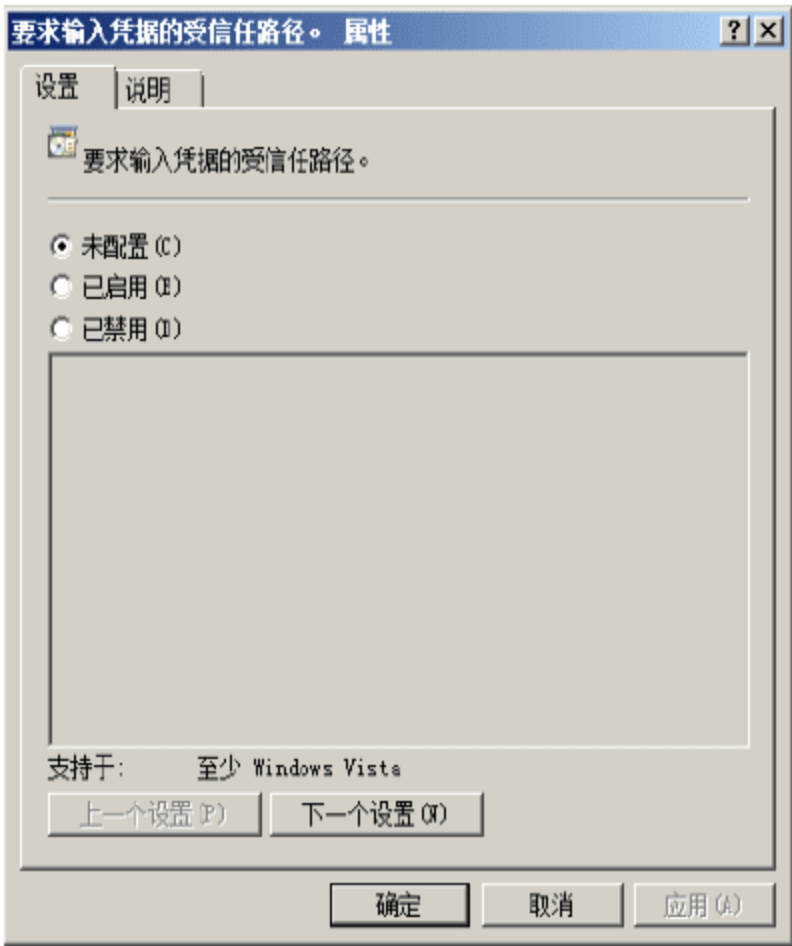 要求输入凭据的受信任路径。 属性
设置 说明
要求输入凭据的受信任路径。
未配置(C)
已启用(E)
已禁用(D)
支持于: 至少 Windows Vista
上一个设置(P) 下一个设置(N)
确定 取消 应用(A)